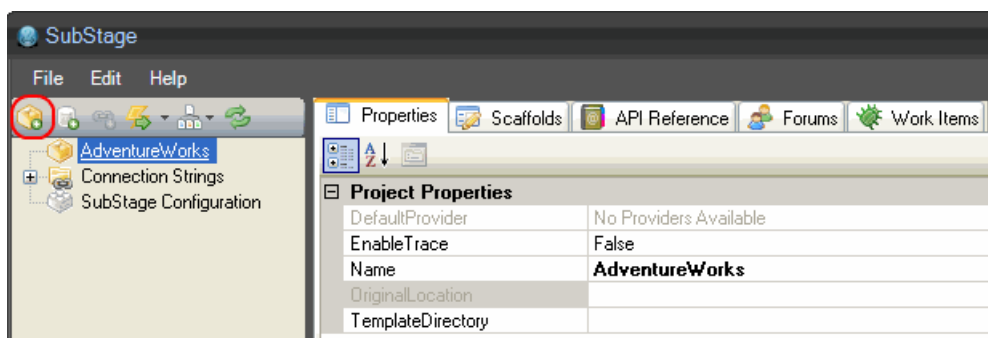 SubStage
File Edit Help
Properties Scaffolds API Reference Forums Work Items
AdventureWorks
Connection Strings
SubStage Configuration
A
Z
Project Properties
DefaultProvider No Providers Available
EnableTrace False
Name AdventureWorks
OriginalLocation
TemplateDirectory